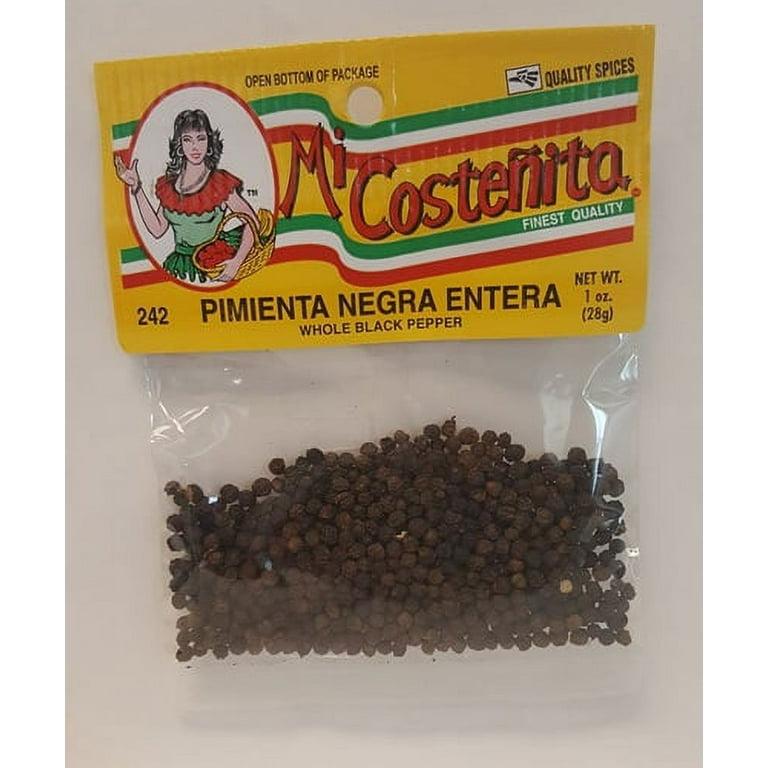 OPEN BOTTOM OF PACKAGE
QUALITY SPICES
Mi Costeñita
TM
FINEST QUALITY
242
PIMIENTA NEGRA ENTERA
WHOLE BLACK PEPPER
NET WT.
1 oz.
(28g)